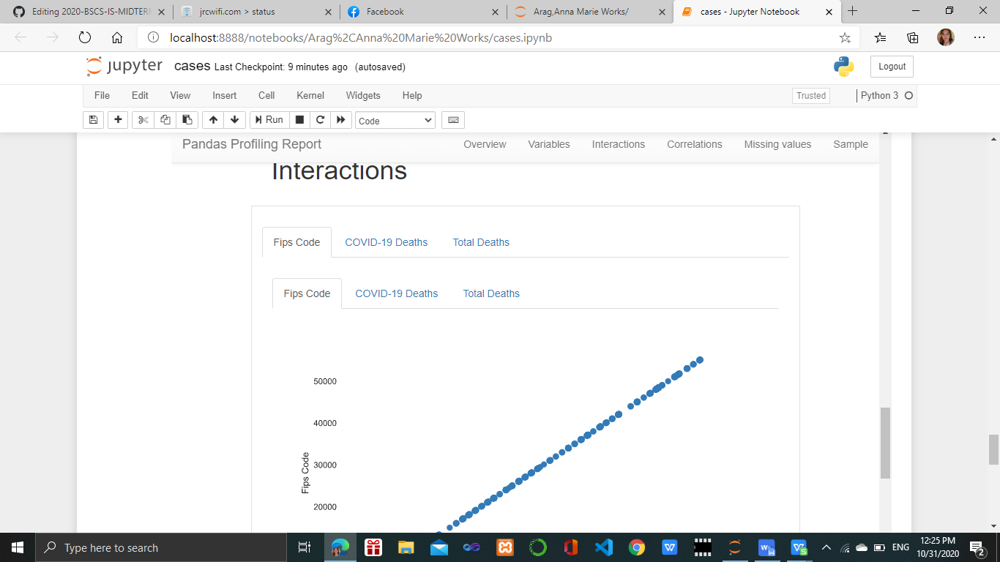 Editing 2020-BSCS-IS-MIDTER
jrcwifi.com > status
Facebook
Arag,Anna Marie Works/
cases - Jupyter Notebook
localhost:8888/notebooks/Arag%2CAnna%20Marie%20Works/cases.ipynb
jupyter cases Last Checkpoint: 9 minutes ago (autosaved)
Logout
File Edit View Insert Cell Kernel Widgets Help
Trusted
Python 3
Run
Code
Pandas Profiling Report
Overview Variables Interactions Correlations Missing values Sample
Interactions
Fips Code COVID-19 Deaths Total Deaths
Fips Code COVID-19 Deaths Total Deaths
50000
40000
30000
20000
Fips Code
Type here to search
ENG
12:25 PM
10/31/2020
2